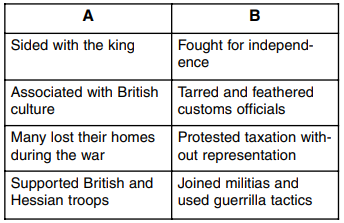 A
B
Sided with the king
Fought for independ-
ence
Associated with British
culture
Tarred and feathered
customs officials
Many lost their homes
during the war
Protested taxation with-
out representation
Supported British and
Hessian troops
Joined militias and
used guerrilla tactics